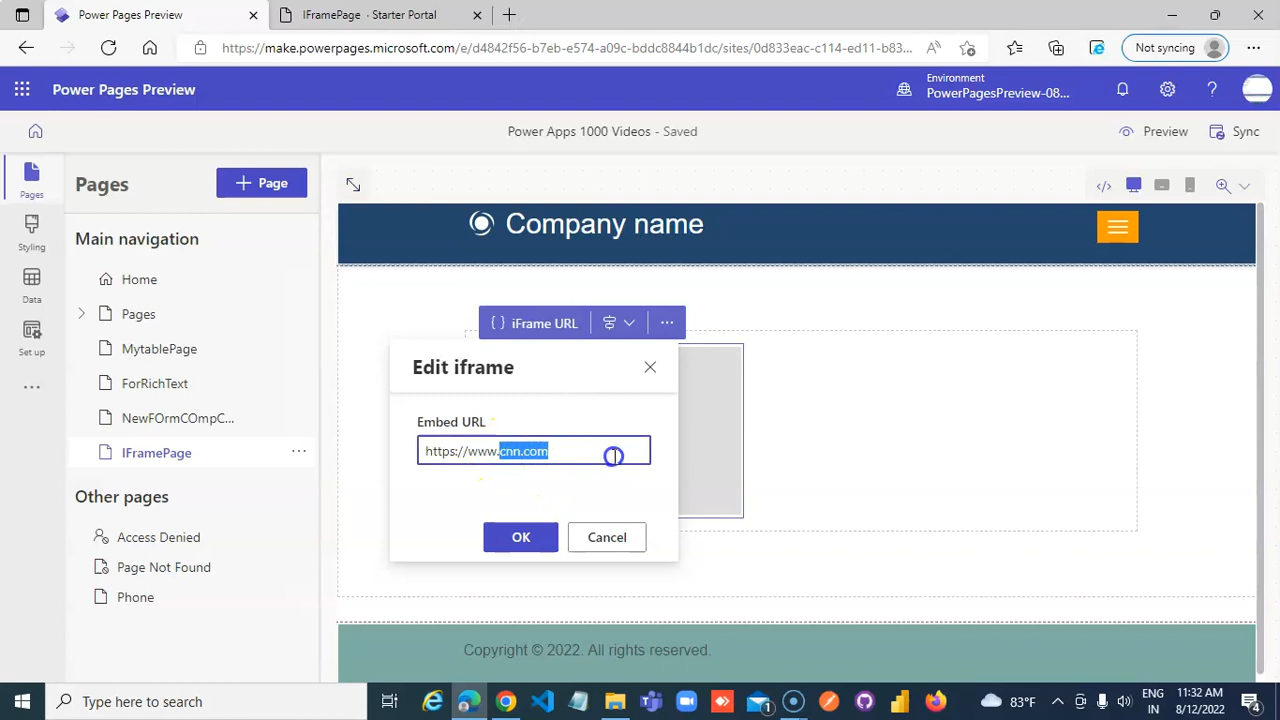 Power Pages Preview
IFramePage - Starter Portal
https://make.powerpages.microsoft.com/e/d4842f56-b7eb-e574-a09c-bddc8844b1dc/sites/0d833eac-c114-ed11-b83...
Not syncing
Power Pages Preview
Environment
PowerPagesPreview-08...
Power Apps 1000 Videos - Saved
Preview
Sync
Pages
Styling
Data
Set up
Pages
+ Page
Main navigation
Home
Pages
MytablePage
ForRichText
NewFOrmCOmpC...
IFramePage
Other pages
Access Denied
Page Not Found
Phone
Company name
iFrame URL
Edit iframe
Embed URL *
https://www.cnn.com
OK
Cancel
Copyright © 2022. All rights reserved.
Type here to search
83°F
ENG
IN
11:32 AM
8/12/2022
1
4